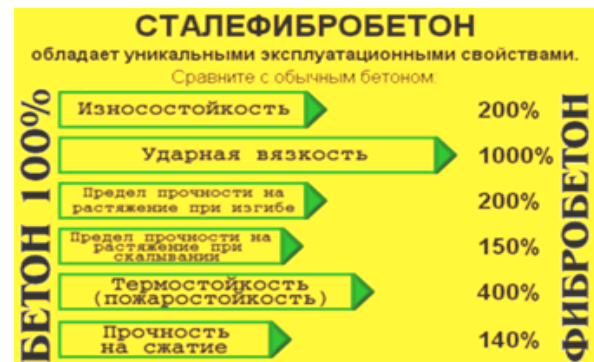 СТАЛЕФИБРОБЕТОН
обладает уникальными эксплуатационными свойствами.
Сравните с обычным бетоном:
БЕТОН 100%
Износостойкость 200%
Ударная вязкость 1000%
Предел прочности на
растяжение при изгибе 200%
Предел прочности на
растяжение при
скалывании 150%
Термостойкость
(пожаростойкость) 400%
Прочность
на сжатие 140%
ФИБРОБЕТОН